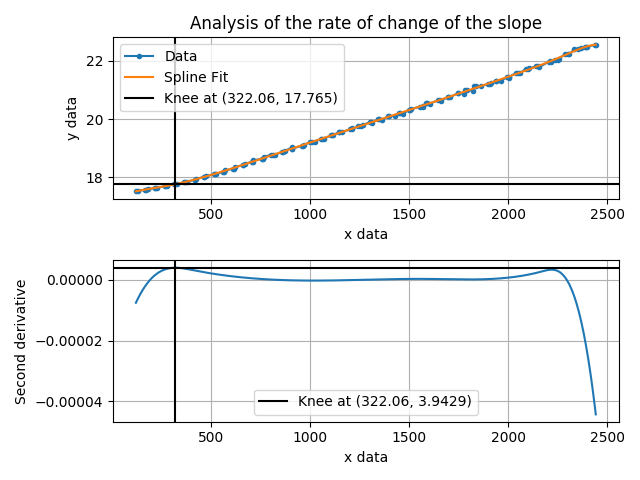 Analysis of the rate of change of the slope
Data
Spline Fit
Knee at (322.06, 17.765)
22
20
18
y data
500 1000 1500 2000 2500
x data
0.00000
−0.00002
−0.00004
Second derivative
Knee at (322.06, 3.9429)
500 1000 1500 2000 2500
x data